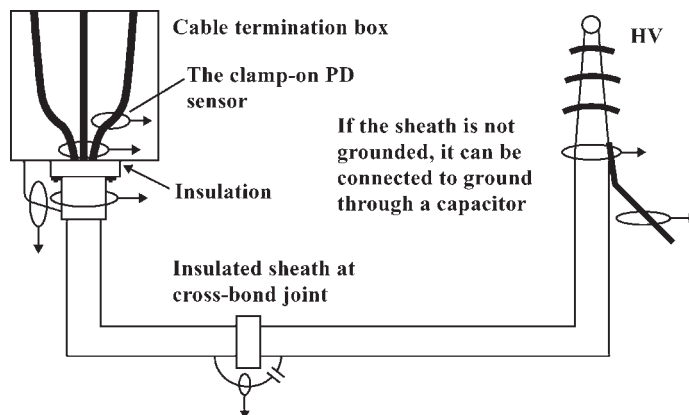 Cable termination box
HV
The clamp-on PD
sensor
If the sheath is not
grounded, it can be
connected to ground
through a capacitor
Insulation
Insulated sheath at
cross-bond joint